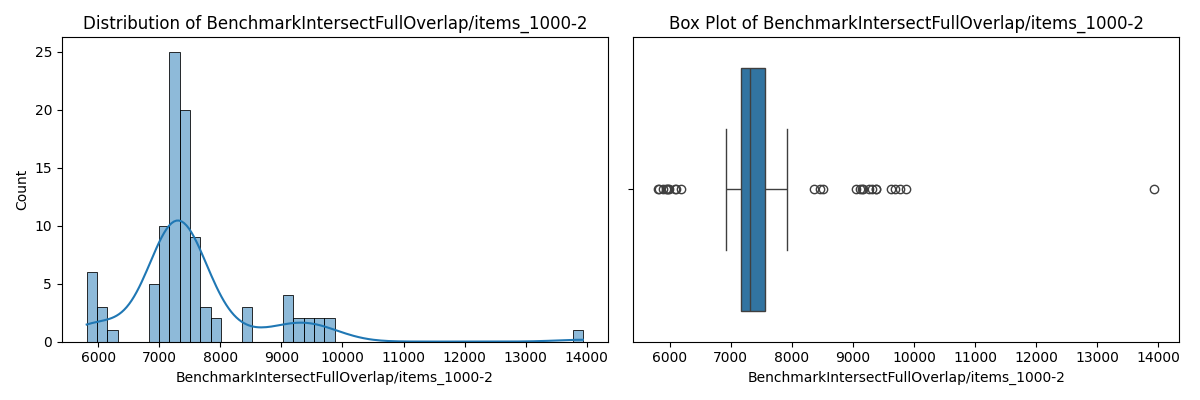 Distribution of BenchmarkIntersectFullOverlap/items_1000-2
25
20
15
10
5
0
Count
6000 7000 8000 9000 10000 11000 12000 13000 14000
BenchmarkIntersectFullOverlap/items_1000-2
Box Plot of BenchmarkIntersectFullOverlap/items_1000-2
6000 7000 8000 9000 10000 11000 12000 13000 14000
BenchmarkIntersectFullOverlap/items_1000-2